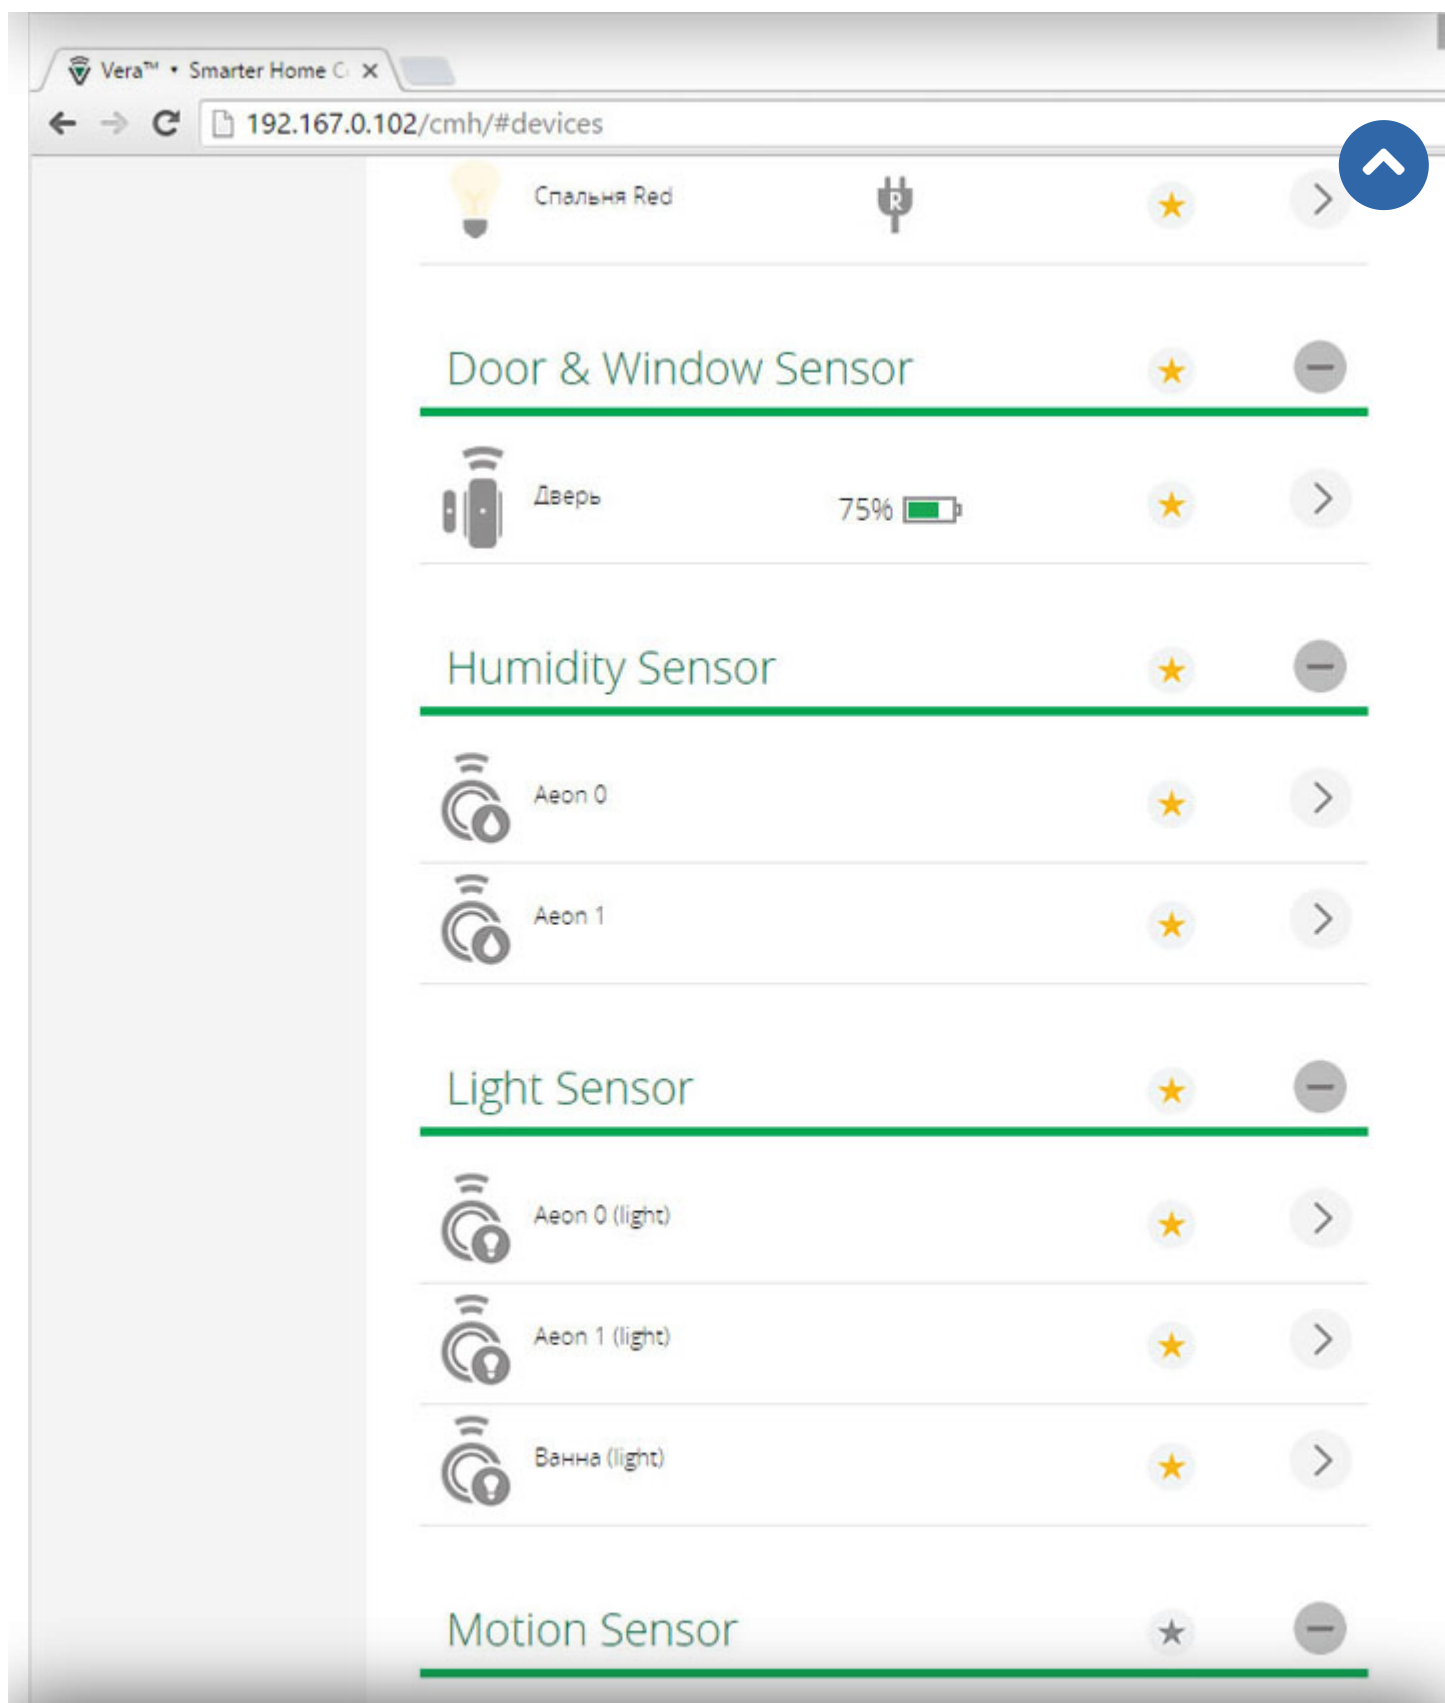 Vera™ • Smarter Home C
192.167.0.102/cmh/#devices
Спальня Red
R
Door & Window Sensor
Дверь
75%
Humidity Sensor
Aeon 0
Aeon 1
Light Sensor
Aeon 0 (light)
Aeon 1 (light)
Ванна (light)
Motion Sensor